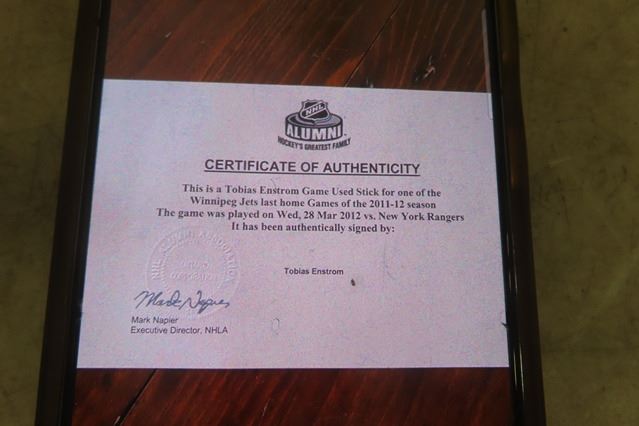 NHL
ALUMNI
HOCKEY'S GREATEST FAMILY
CERTIFICATE OF AUTHENTICITY
This is a Tobias Enstrom Game Used Stick for one of the
Winnipeg Jets last home Games of the 2011-12 season
The game was played on Wed, 28 Mar 2012 vs. New York Rangers
It has been authentically signed by:
Tobias Enstrom
NHL ALUMNI ASSOCIATION
Mark Napier
Mark Napier
Executive Director, NHLA